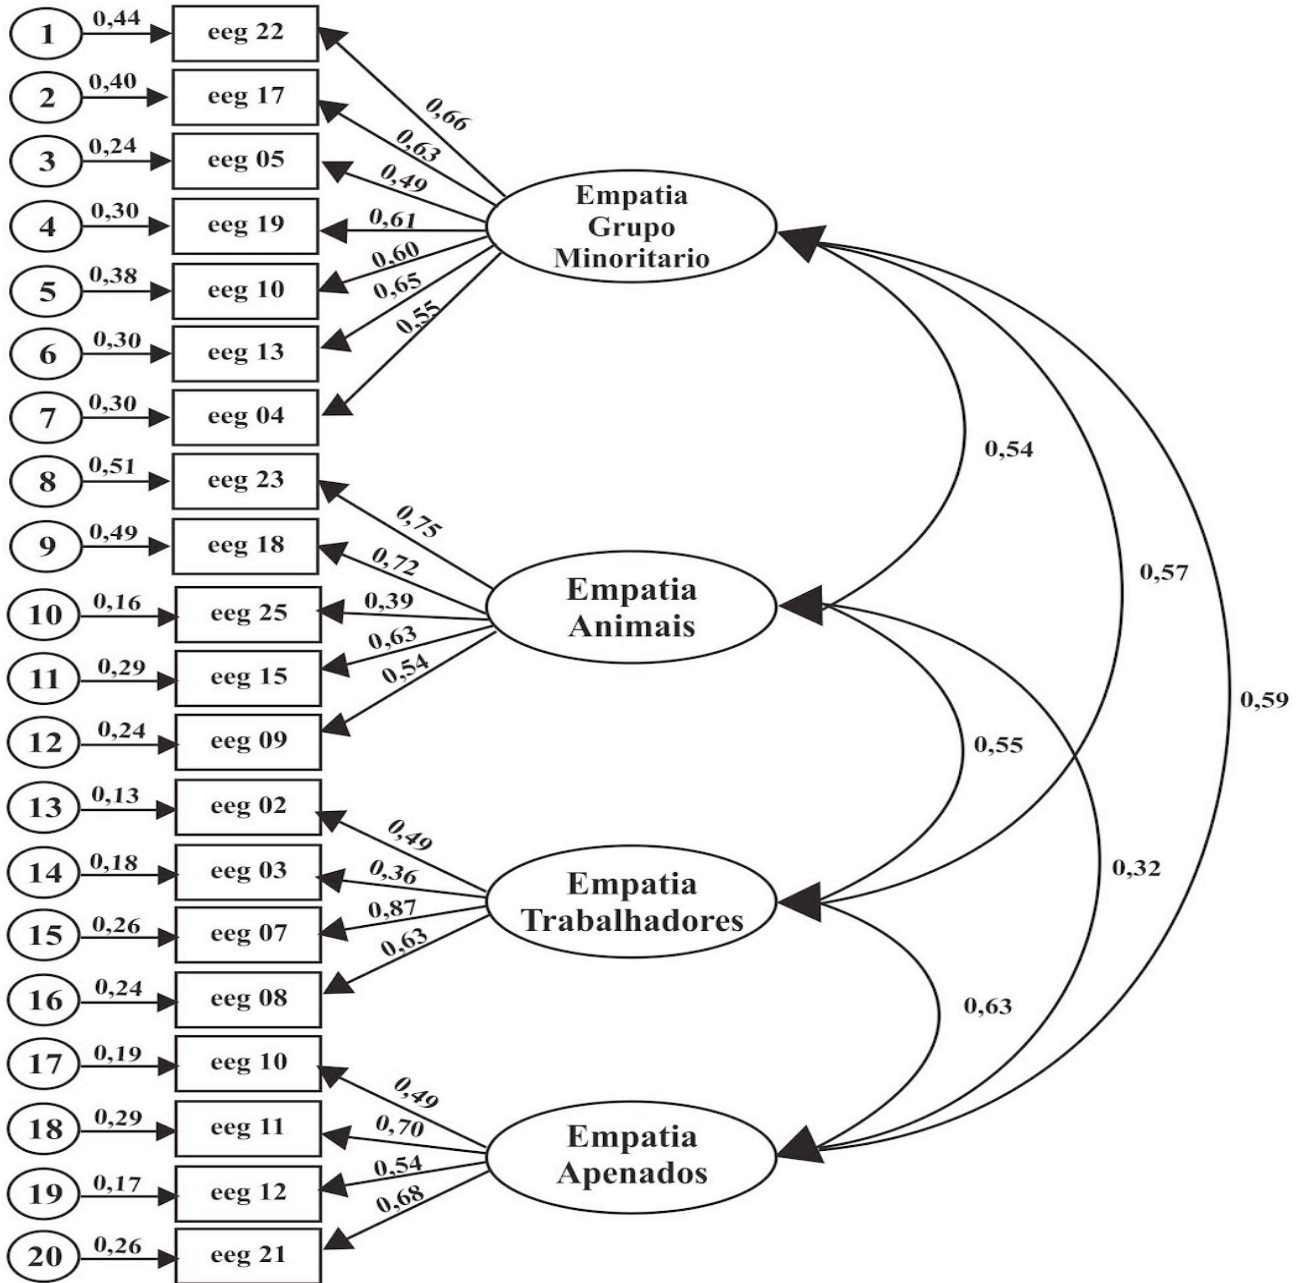 1 0,44 eeg 22
0,66
2 0,40 eeg 17
0,63
3 0,24 eeg 05
0,49
4 0,30 eeg 19
0,61
5 0,38 eeg 10
0,60
6 0,30 eeg 13
0,65
7 0,30 eeg 04
0,55
Empatia
Grupo
Minoritario
8 0,51 eeg 23
0,75
9 0,49 eeg 18
0,72
10 0,16 eeg 25
0,39
11 0,29 eeg 15
0,63
12 0,24 eeg 09
0,54
Empatia
Animais
13 0,13 eeg 02
0,49
14 0,18 eeg 03
0,36
15 0,26 eeg 07
0,87
16 0,24 eeg 08
0,63
Empatia
Trabalhadores
17 0,19 eeg 10
0,49
18 0,29 eeg 11
0,70
19 0,17 eeg 12
0,54
20 0,26 eeg 21
0,68
Empatia
Apenados
0,54
0,57
0,59
0,55
0,32
0,63